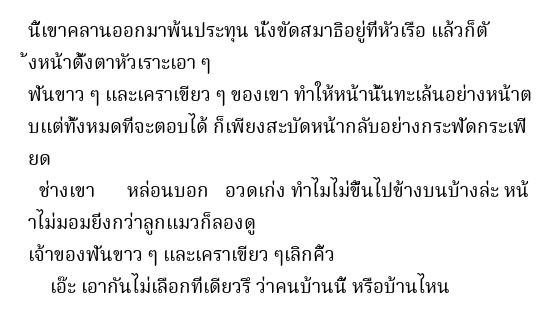 นี้เขาคลานออกมาพ้นประทุน นั่งขัดสมาธิอยู่ที่หัวเรือ แล้วก็ตั
้งหน้าตั้งตาหัวเราะเอา ๆ
ฟันขาว ๆ และเคราเขียว ๆ ของเขา ทำให้หน้านั้นทะเล้นอย่างหน้าต
บแต่ทั้งหมดที่จะตอบได้ ก็เพียงสะบัดหน้ากลับอย่างกระฟัดกระเฟี
ยด
ช่างเขา หล่อนบอก อวดเก่ง ทำไมไม่ขึ้นไปข้างบนบ้างล่ะ หน้
าไม่มอมยิ่งกว่าลูกแมวก็ลองดู
เจ้าของฟันขาว ๆ และเคราเขียว ๆเลิกคิ้ว
เอ๊ะ เอากันไม่เลือกที่เดียวรึ ว่าคนบ้านนี้ หรือบ้านไหน